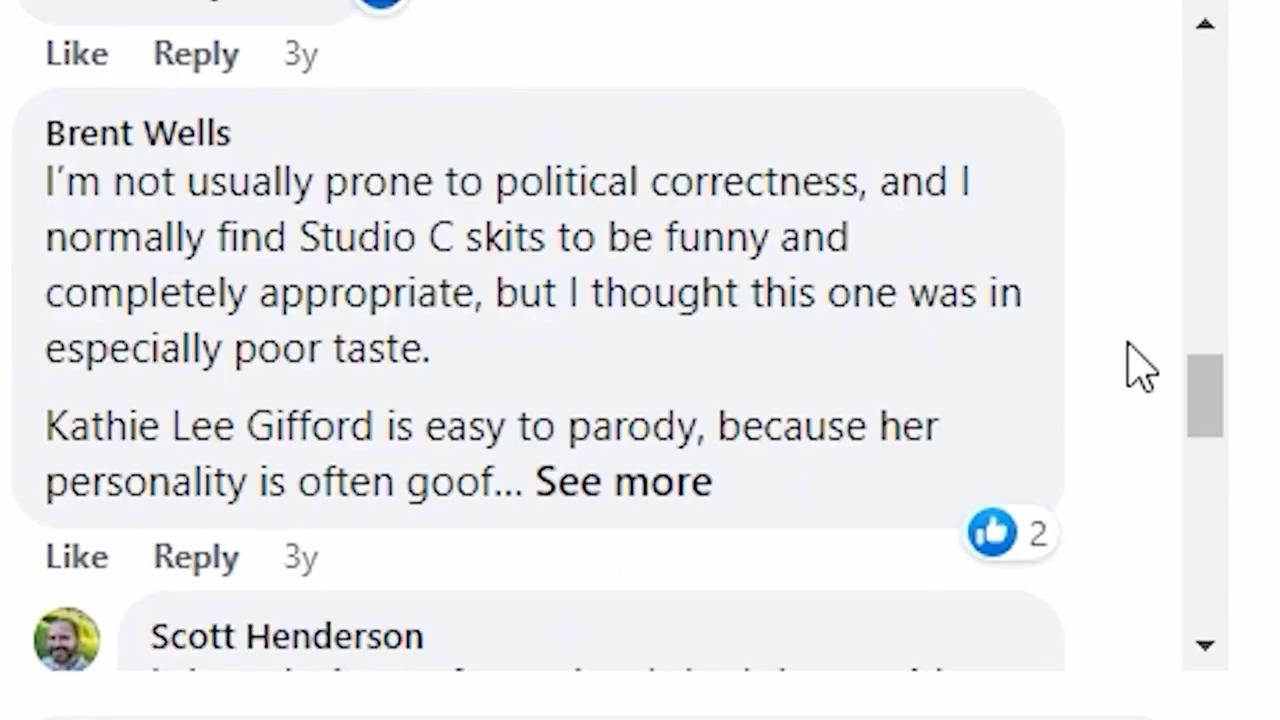 Like Reply 3y
Brent Wells
I'm not usually prone to political correctness, and I
normally find Studio C skits to be funny and
completely appropriate, but I thought this one was in
especially poor taste.
Kathie Lee Gifford is easy to parody, because her
personality is often goof... See more
2
Like Reply 3y
Scott Henderson